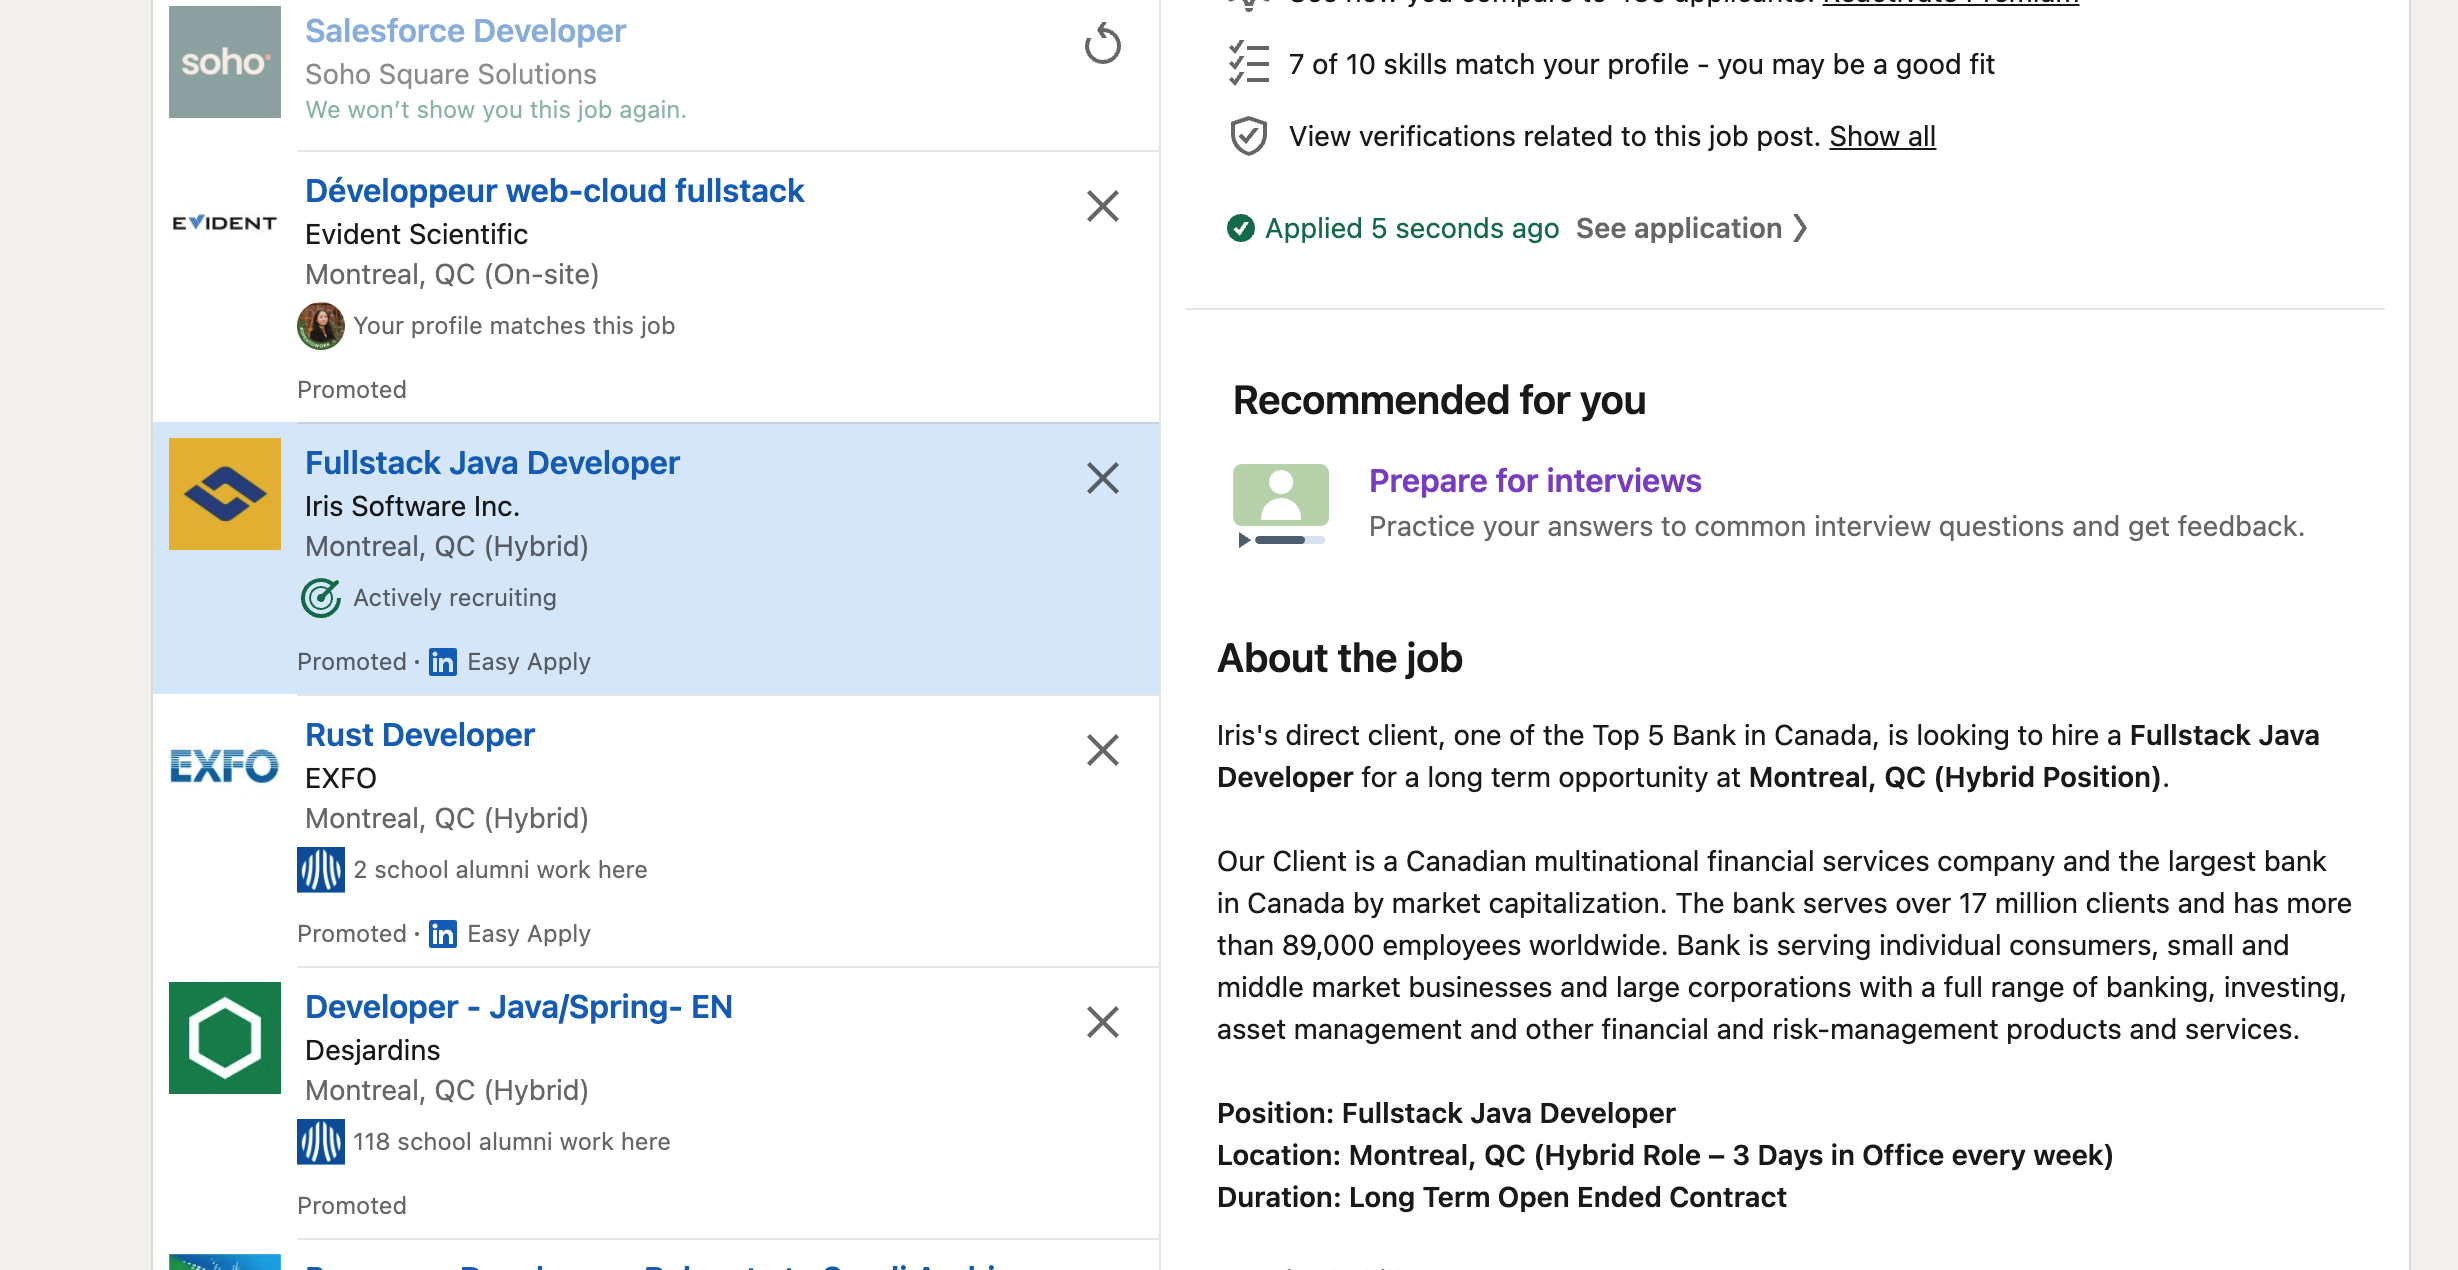 Salesforce Developer
soho
Soho Square Solutions
We won't show you this job again.
Développeur web-cloud fullstack
EVIDENT
Evident Scientific
Montreal, QC (On-site)
Your profile matches this job
Promoted
Fullstack Java Developer
Iris Software Inc.
Montreal, QC (Hybrid)
Actively recruiting
Promoted · in Easy Apply
Rust Developer
EXFO
EXFO
Montreal, QC (Hybrid)
2 school alumni work here
Promoted · in Easy Apply
Developer - Java/Spring- EN
Desjardins
Montreal, QC (Hybrid)
118 school alumni work here
Promoted
Reactivate Premium
7 of 10 skills match your profile - you may be a good fit
View verifications related to this job post. Show all
Applied 5 seconds ago See application
Recommended for you
Prepare for interviews
Practice your answers to common interview questions and get feedback.
About the job
Iris's direct client, one of the Top 5 Bank in Canada, is looking to hire a Fullstack Java
Developer for a long term opportunity at Montreal, QC (Hybrid Position).
Our Client is a Canadian multinational financial services company and the largest bank
in Canada by market capitalization. The bank serves over 17 million clients and has more
than 89,000 employees worldwide. Bank is serving individual consumers, small and
middle market businesses and large corporations with a full range of banking, investing,
asset management and other financial and risk-management products and services.
Position: Fullstack Java Developer
Location: Montreal, QC (Hybrid Role – 3 Days in Office every week)
Duration: Long Term Open Ended Contract